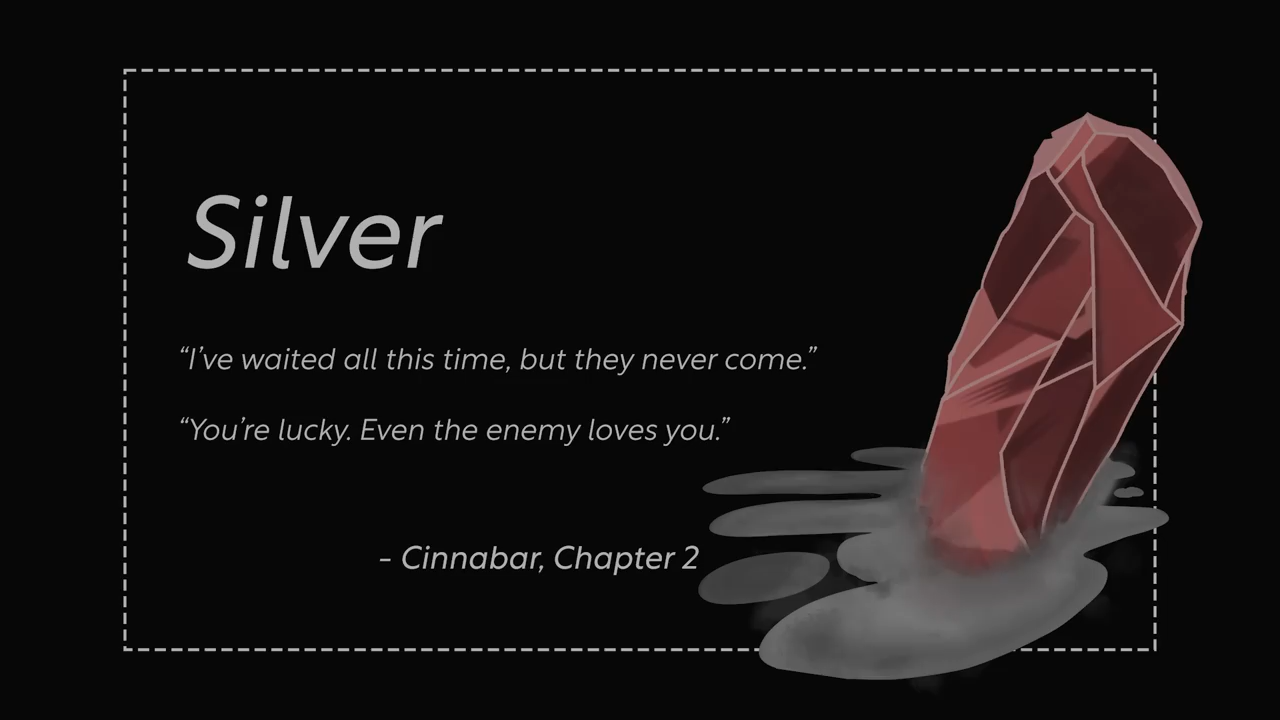 Silver
“I’ve waited all this time, but they never come.”
“You’re lucky. Even the enemy loves you.”
– Cinnabar, Chapter 2